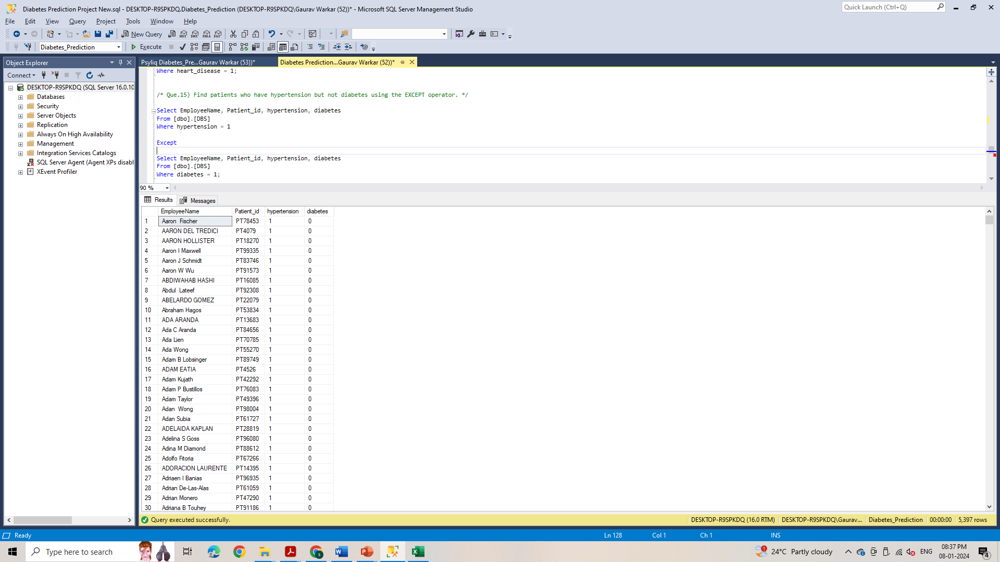 Diabetes Prediction Project New.sql - DESKTOP-R9SPKDQ.Diabetes_Prediction (DESKTOP-R9SPKDQ\Gaurav Warkar (52))* - Microsoft SQL Server Management Studio
Quick Launch (Ctrl+Q)
File Edit View Query Project Tools Window Help
New Query MDX DMX XMLA DAX
Diabetes_Prediction Execute
Object Explorer
Psyliq Diabetes_Pre...Gaurav Warkar (53))* Diabetes Prediction...Gaurav Warkar (52))*
Connect
DESKTOP-R9SPKDQ (SQL Server 16.0.10
Databases
Security
Server Objects
Replication
Always On High Availability
Management
Integration Services Catalogs
SQL Server Agent (Agent XPs disabl
XEvent Profiler
Where heart_disease = 1;
/* Que.15) Find patients who have hypertension but not diabetes using the EXCEPT operator. */
Select EmployeeName, Patient_id, hypertension, diabetes
From [dbo].[DBS]
Where hypertension = 1
Except
Select EmployeeName, Patient_id, hypertension, diabetes
From [dbo].[DBS]
Where diabetes = 1;
90 %
Results Messages
EmployeeName Patient_id hypertension diabetes
1 Aaron  Fischer PT78453 1 0
2 AARON DEL TREDICI PT4079 1 0
3 AARON HOLLISTER PT18270 1 0
4 Aaron I Maxwell PT99335 1 0
5 Aaron J Schmidt PT83746 1 0
6 Aaron W Wu PT91573 1 0
7 ABDIWAHAB HASHI PT16085 1 0
8 Abdul  Lateef PT92308 1 0
9 ABELARDO GOMEZ PT22079 1 0
10 Abraham Hagos PT53834 1 0
11 ADA ARANDA PT13683 1 0
12 Ada C Aranda PT84656 1 0
13 Ada Lien PT70785 1 0
14 Ada Wong PT55270 1 0
15 Adam B Lobsinger PT89749 1 0
16 ADAM EATIA PT4526 1 0
17 Adam Kujath PT42292 1 0
18 Adam P Bustillos PT76083 1 0
19 Adam Taylor PT49396 1 0
20 Adan  Wong PT98004 1 0
21 Adan Subia PT61727 1 0
22 ADELAIDA KAPLAN PT28819 1 0
23 Adelina S Goss PT96080 1 0
24 Adina M Diamond PT88612 1 0
25 Adolfo Fitoria PT67266 1 0
26 ADORACION LAURENTE PT14395 1 0
27 Adriaen I Banias PT96935 1 0
28 Adrian De-Las-Alas PT61059 1 0
29 Adrian Monero PT47290 1 0
30 Adriana B Touhey PT91186 1 0
Query executed successfully. DESKTOP-R9SPKDQ (16.0 RTM) DESKTOP-R9SPKDQ\Gaurav... Diabetes_Prediction 00:00:00 5,397 rows
Ready Ln 128 Col 1 Ch 1 INS
Type here to search 1 24°C Partly cloudy ENG 08:37 PM
08-01-2024 4